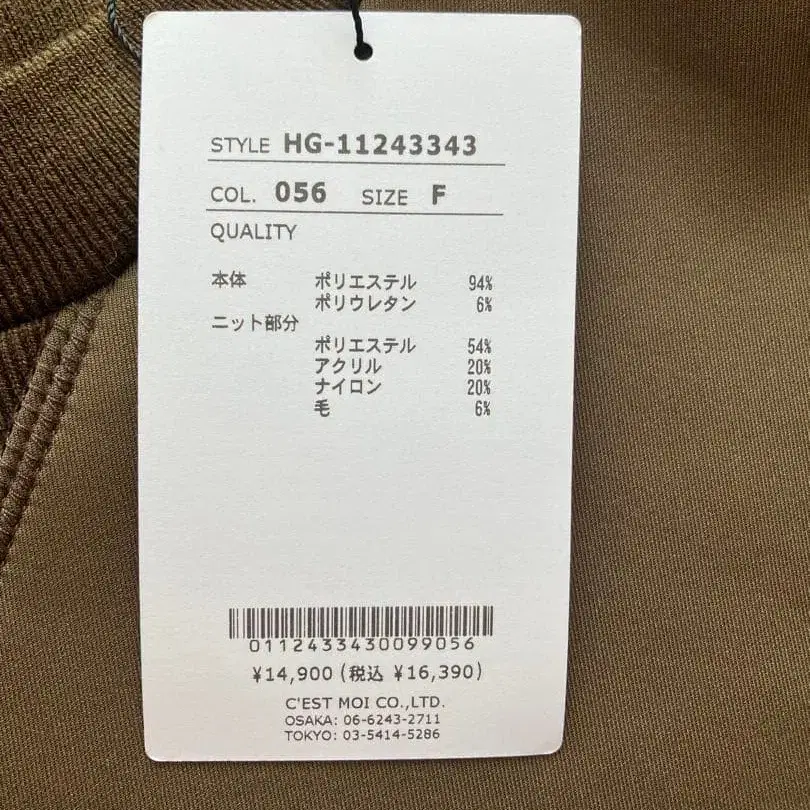 STYLE HG-11243343
COL. 056 SIZE F
QUALITY
本体 ポリエステル 94%
ポリウレタン 6%
ニット部分
ポリエステル 54%
アクリル 20%
ナイロン 20%
毛 6%
0112433430099056
¥14,900 (税込 ¥16,390)
C'EST MOI CO.,LTD.
OSAKA: 06-6243-2711
TOKYO: 03-5414-5286